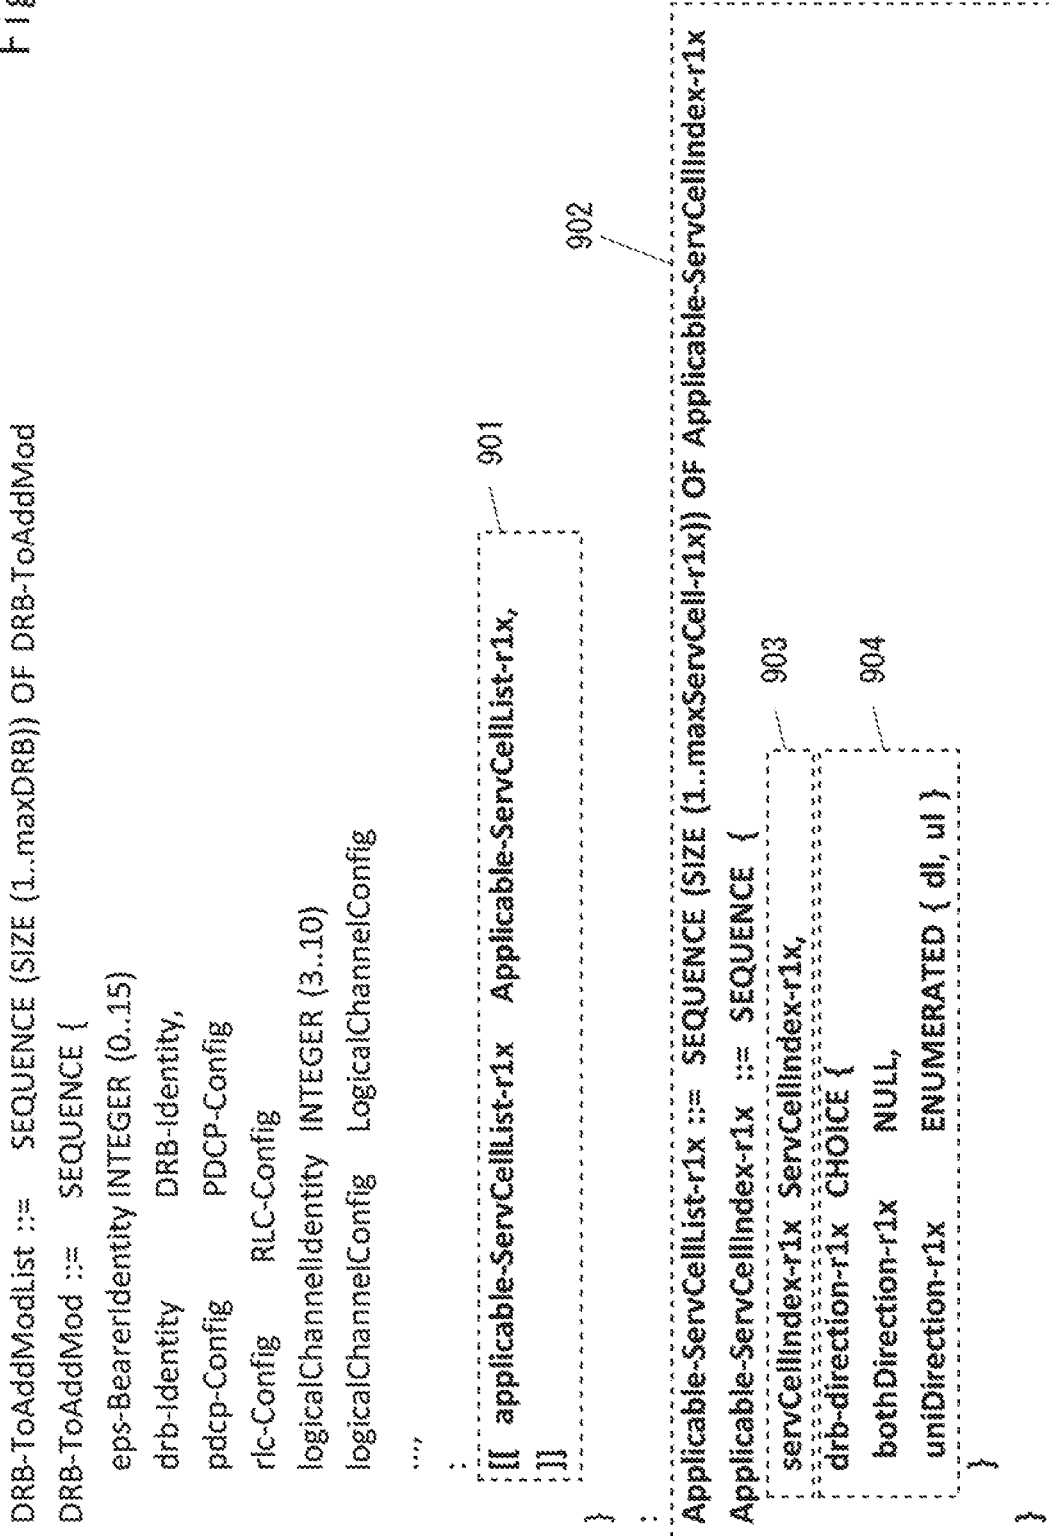 Fig
DRB-ToAddModList ::= SEQUENCE (SIZE (1..maxDRB)) OF DRB-ToAddMod
DRB-ToAddMod ::= SEQUENCE {
eps-BearerIdentity INTEGER (0..15)
drb-Identity DRB-Identity,
pdcp-Config PDCP-Config
rlc-Config RLC-Config
logicalChannelIdentity INTEGER (3..10)
logicalChannelConfig LogicalChannelConfig
...,
:
[[ applicable-ServCellList-r1x Applicable-ServCellList-r1x,
]]
901
}
:
902
Applicable-ServCellList-r1x ::= SEQUENCE (SIZE (1..maxServCell-r1x)) OF Applicable-ServCellIndex-r1x
Applicable-ServCellIndex-r1x ::= SEQUENCE {
servCellIndex-r1x ServCellIndex-r1x,
903
drb-direction-r1x CHOICE {
bothDirection-r1x NULL,
904
uniDirection-r1x ENUMERATED { dl, ul }
}
}